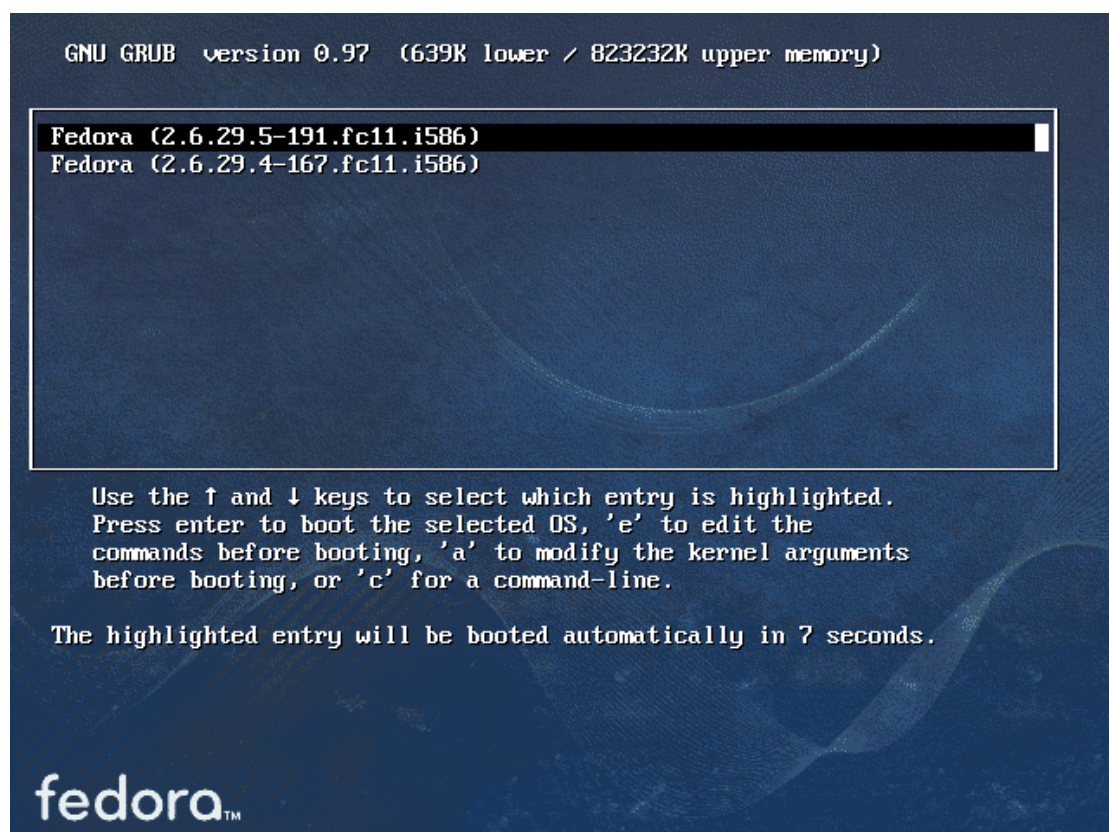 GNU GRUB version 0.97 (639K lower / 823232K upper memory)
Fedora (2.6.29.5-191.fc11.i586)
Fedora (2.6.29.4-167.fc11.i586)
Use the ↑ and ↓ keys to select which entry is highlighted.
Press enter to boot the selected OS, 'e' to edit the
commands before booting, 'a' to modify the kernel arguments
before booting, or 'c' for a command-line.
The highlighted entry will be booted automatically in 7 seconds.
fedora™